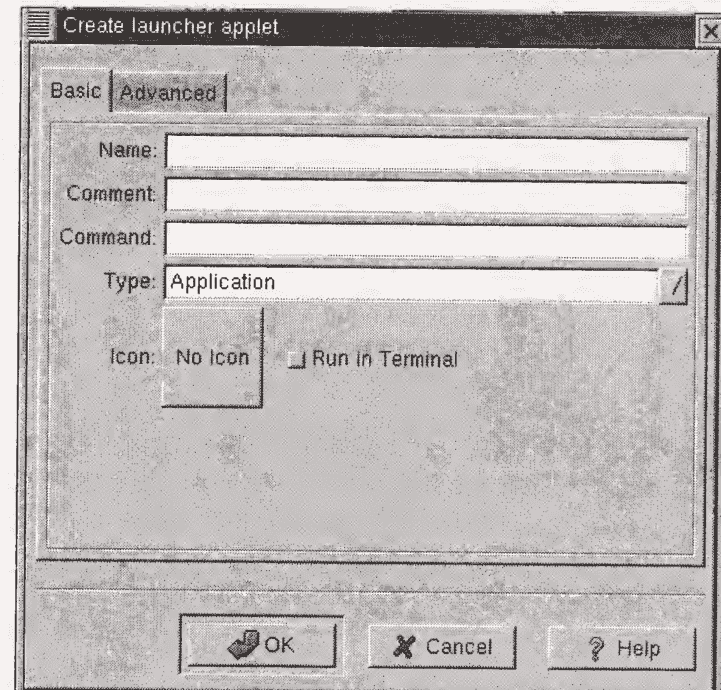 Create launcher applet
Basic Advanced
Name:
Comment:
Command:
Type: Application
Icon: No Icon Run in Terminal
OK Cancel Help